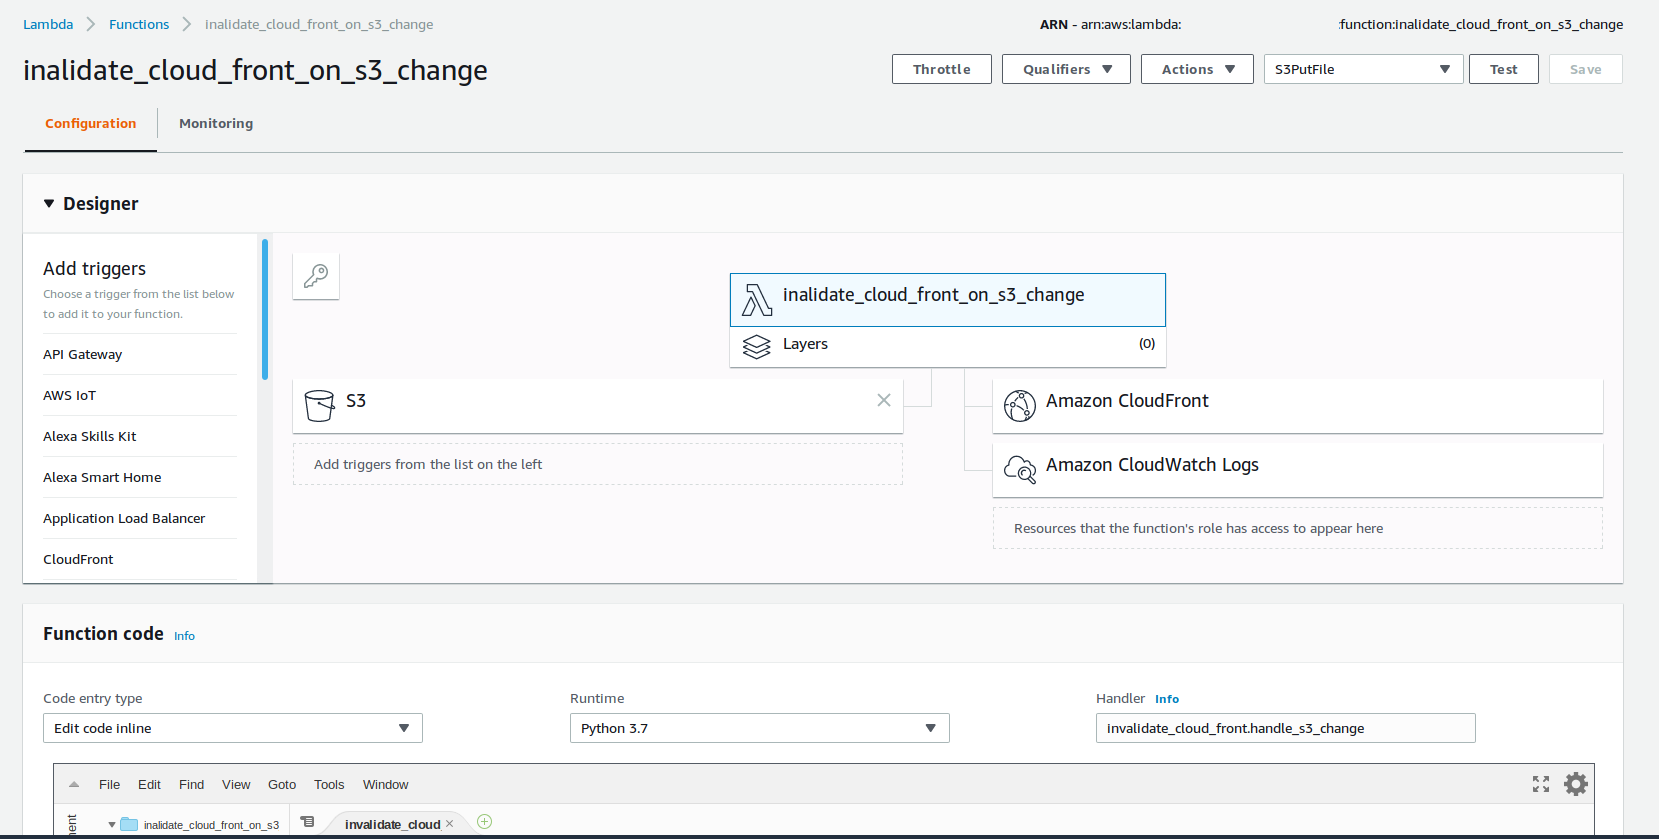 Lambda Functions inalidate_cloud_front_on_s3_change
ARN - arn:aws:lambda: :function:inalidate_cloud_front_on_s3_change
inalidate_cloud_front_on_s3_change
Throttle Qualifiers Actions S3PutFile Test Save
Configuration Monitoring
Designer
Add triggers
Choose a trigger from the list below
to add it to your function.
API Gateway
AWS IoT
Alexa Skills Kit
Alexa Smart Home
Application Load Balancer
CloudFront
inalidate_cloud_front_on_s3_change
Layers (0)
S3
Add triggers from the list on the left
Amazon CloudFront
Amazon CloudWatch Logs
Resources that the function's role has access to appear here
Function code Info
Code entry type
Edit code inline
Runtime
Python 3.7
Handler Info
invalidate_cloud_front.handle_s3_change
File Edit Find View Goto Tools Window
inalidate_cloud_front_on_s3
invalidate_cloud